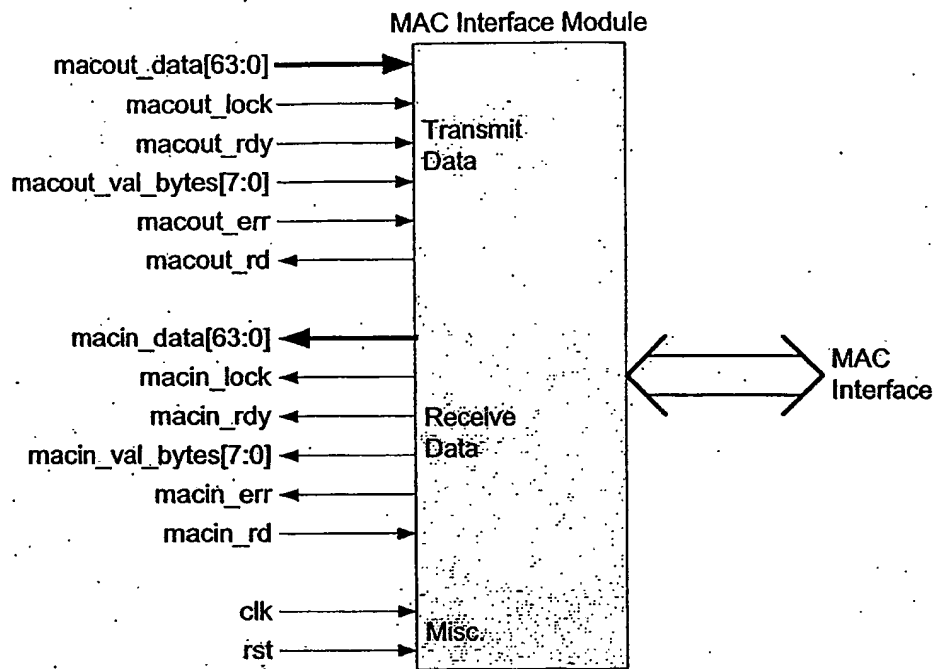 MAC Interface Module
macout_data[63:0]
macout_lock
macout_rdy
macout_val_bytes[7:0]
macout_err
macout_rd
Transmit
Data
macin_data[63:0]
macin_lock
macin_rdy
macin_val_bytes[7:0]
macin_err
macin_rd
Receive
Data
MAC
Interface
clk
rst
Misc.